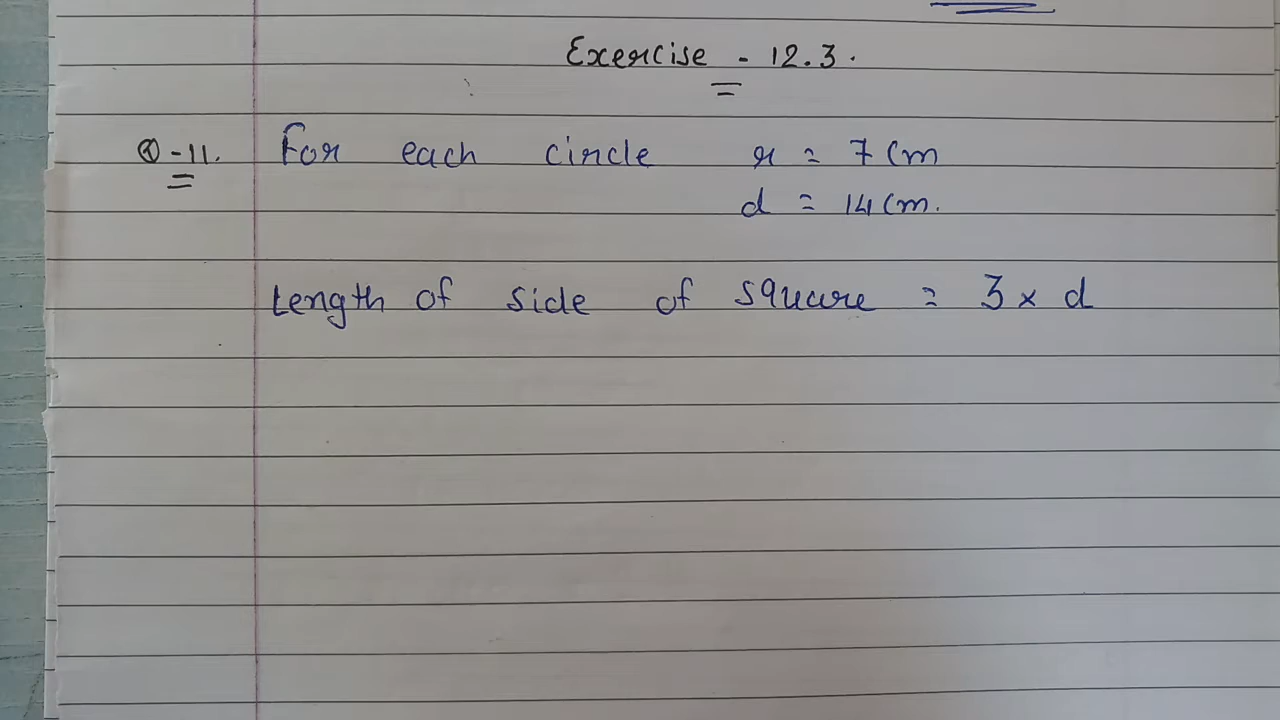 Exercise - 12.3.
Q-11. For each circle r = 7 Cm
d = 14 Cm.
Length of side of square = 3 × d